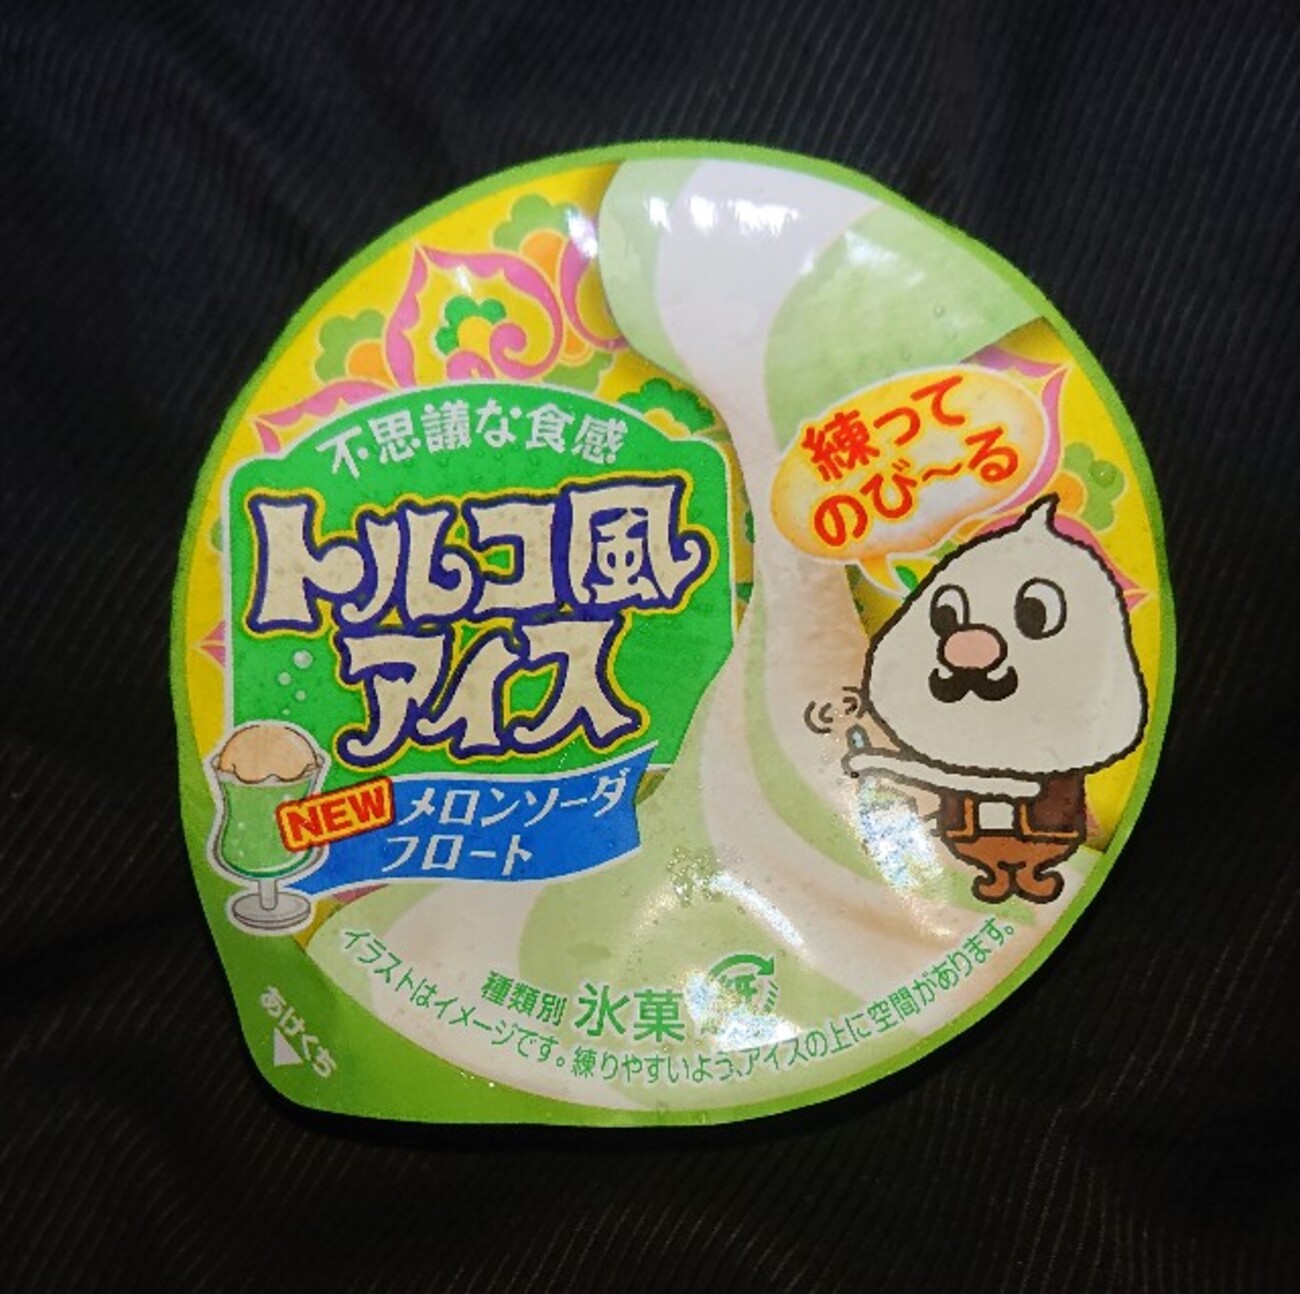 不思議な食感
トルコ風
アイス
練って
のび～る
NEW
メロンソーダ
フロート
種類別 氷菓
紙
イラストはイメージです。練りやすいよう、アイスの上に空間があります。
あけくち